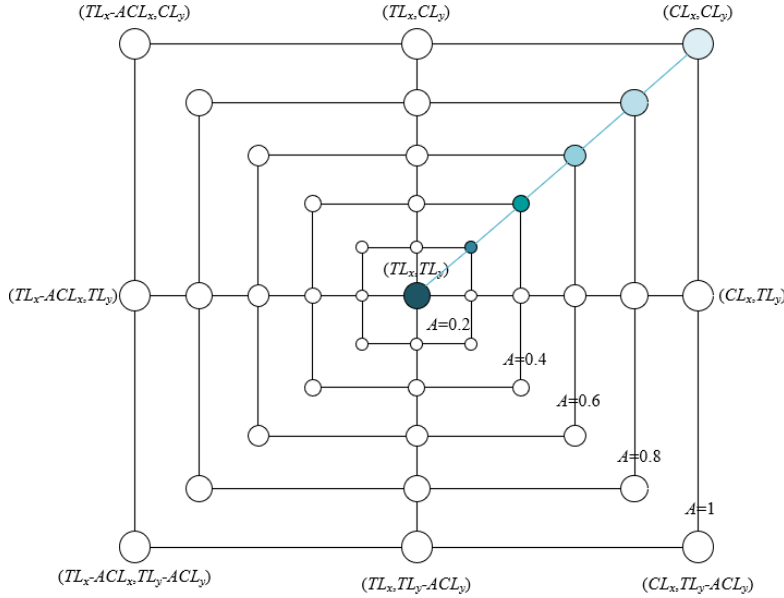 (TLx-ACLx,CLy)
(TLx,CLy)
(CLx,CLy)
(TLx,TLy)
(TLx-ACLx,TLy)
(CLx,TLy)
A=0.2
A=0.4
A=0.6
A=0.8
A=1
(TLx-ACLx,TLy-ACLy)
(TLx,TLy-ACLy)
(CLx,TLy-ACLy)